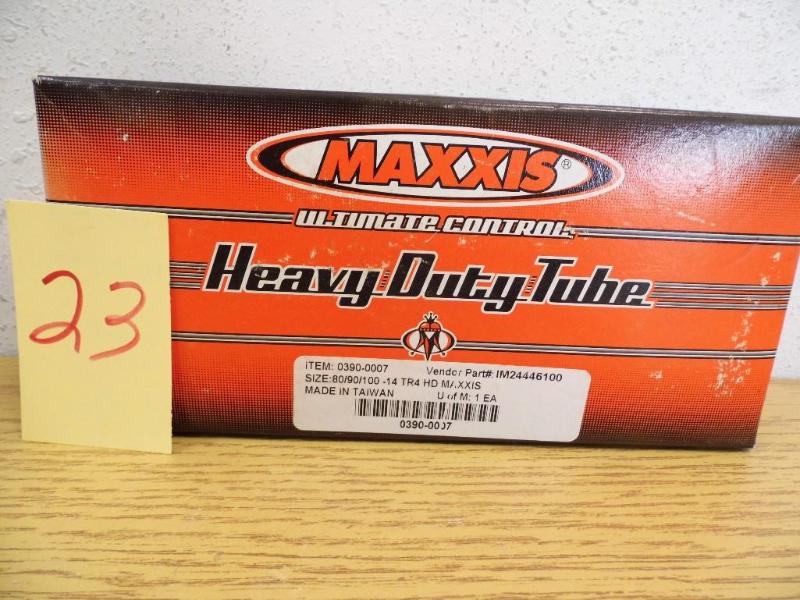 MAXXIS®
ULTIMATE CONTROL
Heavy Duty Tube
23
ITEM: 0390-0007 Vendor Part#: IM24446100
SIZE:80/90/100 -14 TR4 HD MAXXIS
MADE IN TAIWAN U of M: 1 EA
0390-0007